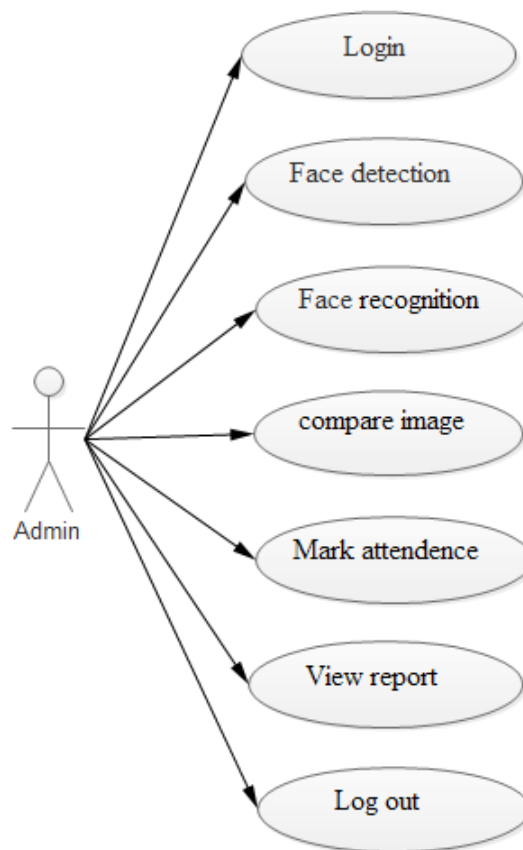 Login
Face detection
Face recognition
compare image
Admin
Mark attendence
View report
Log out